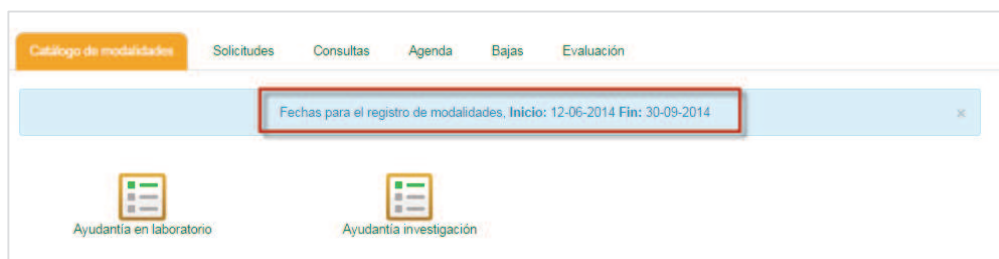 Catálogo de modalidades Solicitudes Consultas Agenda Bajas Evaluación
Fechas para el registro de modalidades, Inicio: 12-06-2014 Fin: 30-09-2014 ×
Ayudantía en laboratorio Ayudantía investigación